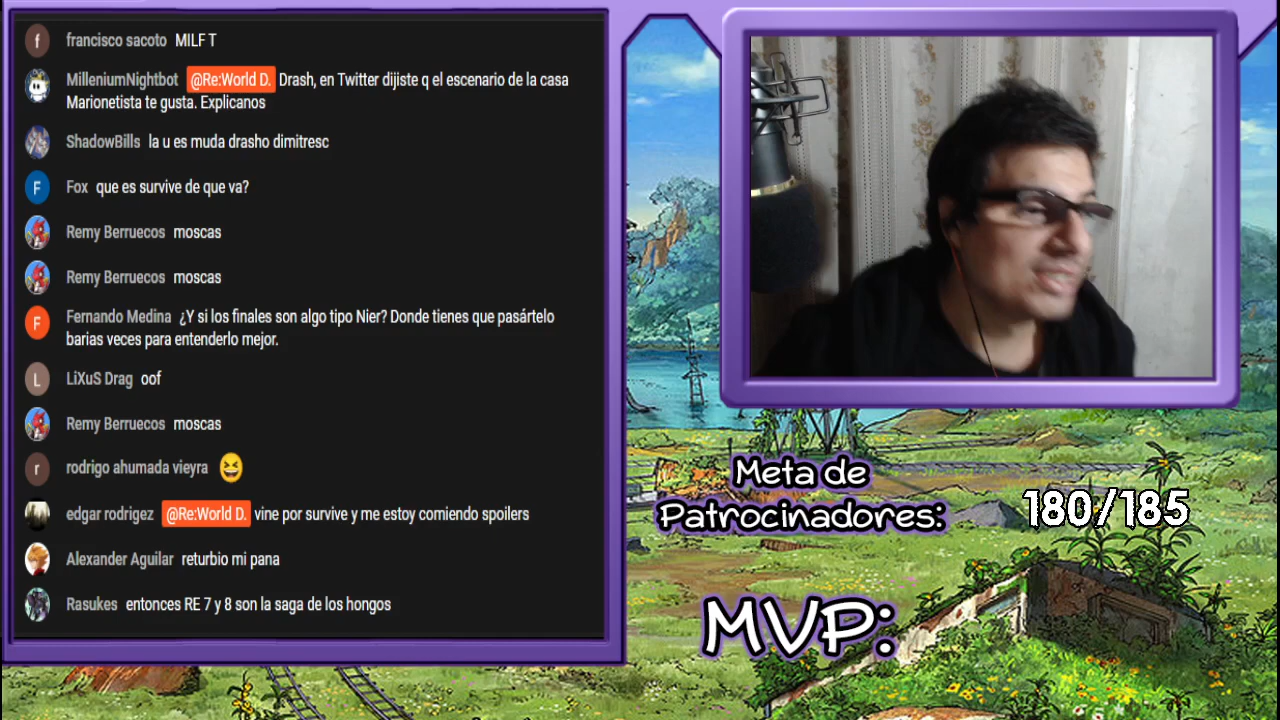 f francisco sacoto MILF T
MilleniumNightbot @Re:World D. Drash, en Twitter dijiste q el escenario de la casa
Marionetista te gusta. Explicanos
ShadowBills la u es muda drasho dimitresc
F Fox que es survive de que va?
Remy Berruecos moscas
Remy Berruecos moscas
F Fernando Medina ¿Y si los finales son algo tipo Nier? Donde tienes que pasártelo
barias veces para entenderlo mejor.
L LiXuS Drag oof
Remy Berruecos moscas
r rodrigo ahumada vieyra 😆
edgar rodrigez @Re:World D. vine por survive y me estoy comiendo spoilers
Alexander Aguilar returbio mi pana
Rasukes entonces RE 7 y 8 son la saga de los hongos
Meta de
Patrocinadores: 180/185
MVP: